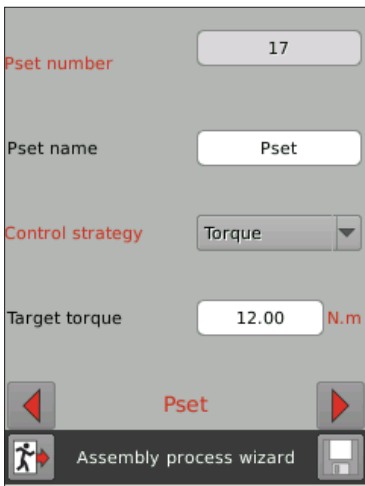 Pset number
17
Pset name
Pset
Control strategy
Torque
Target torque
12.00
N.m
Pset
Assembly process wizard